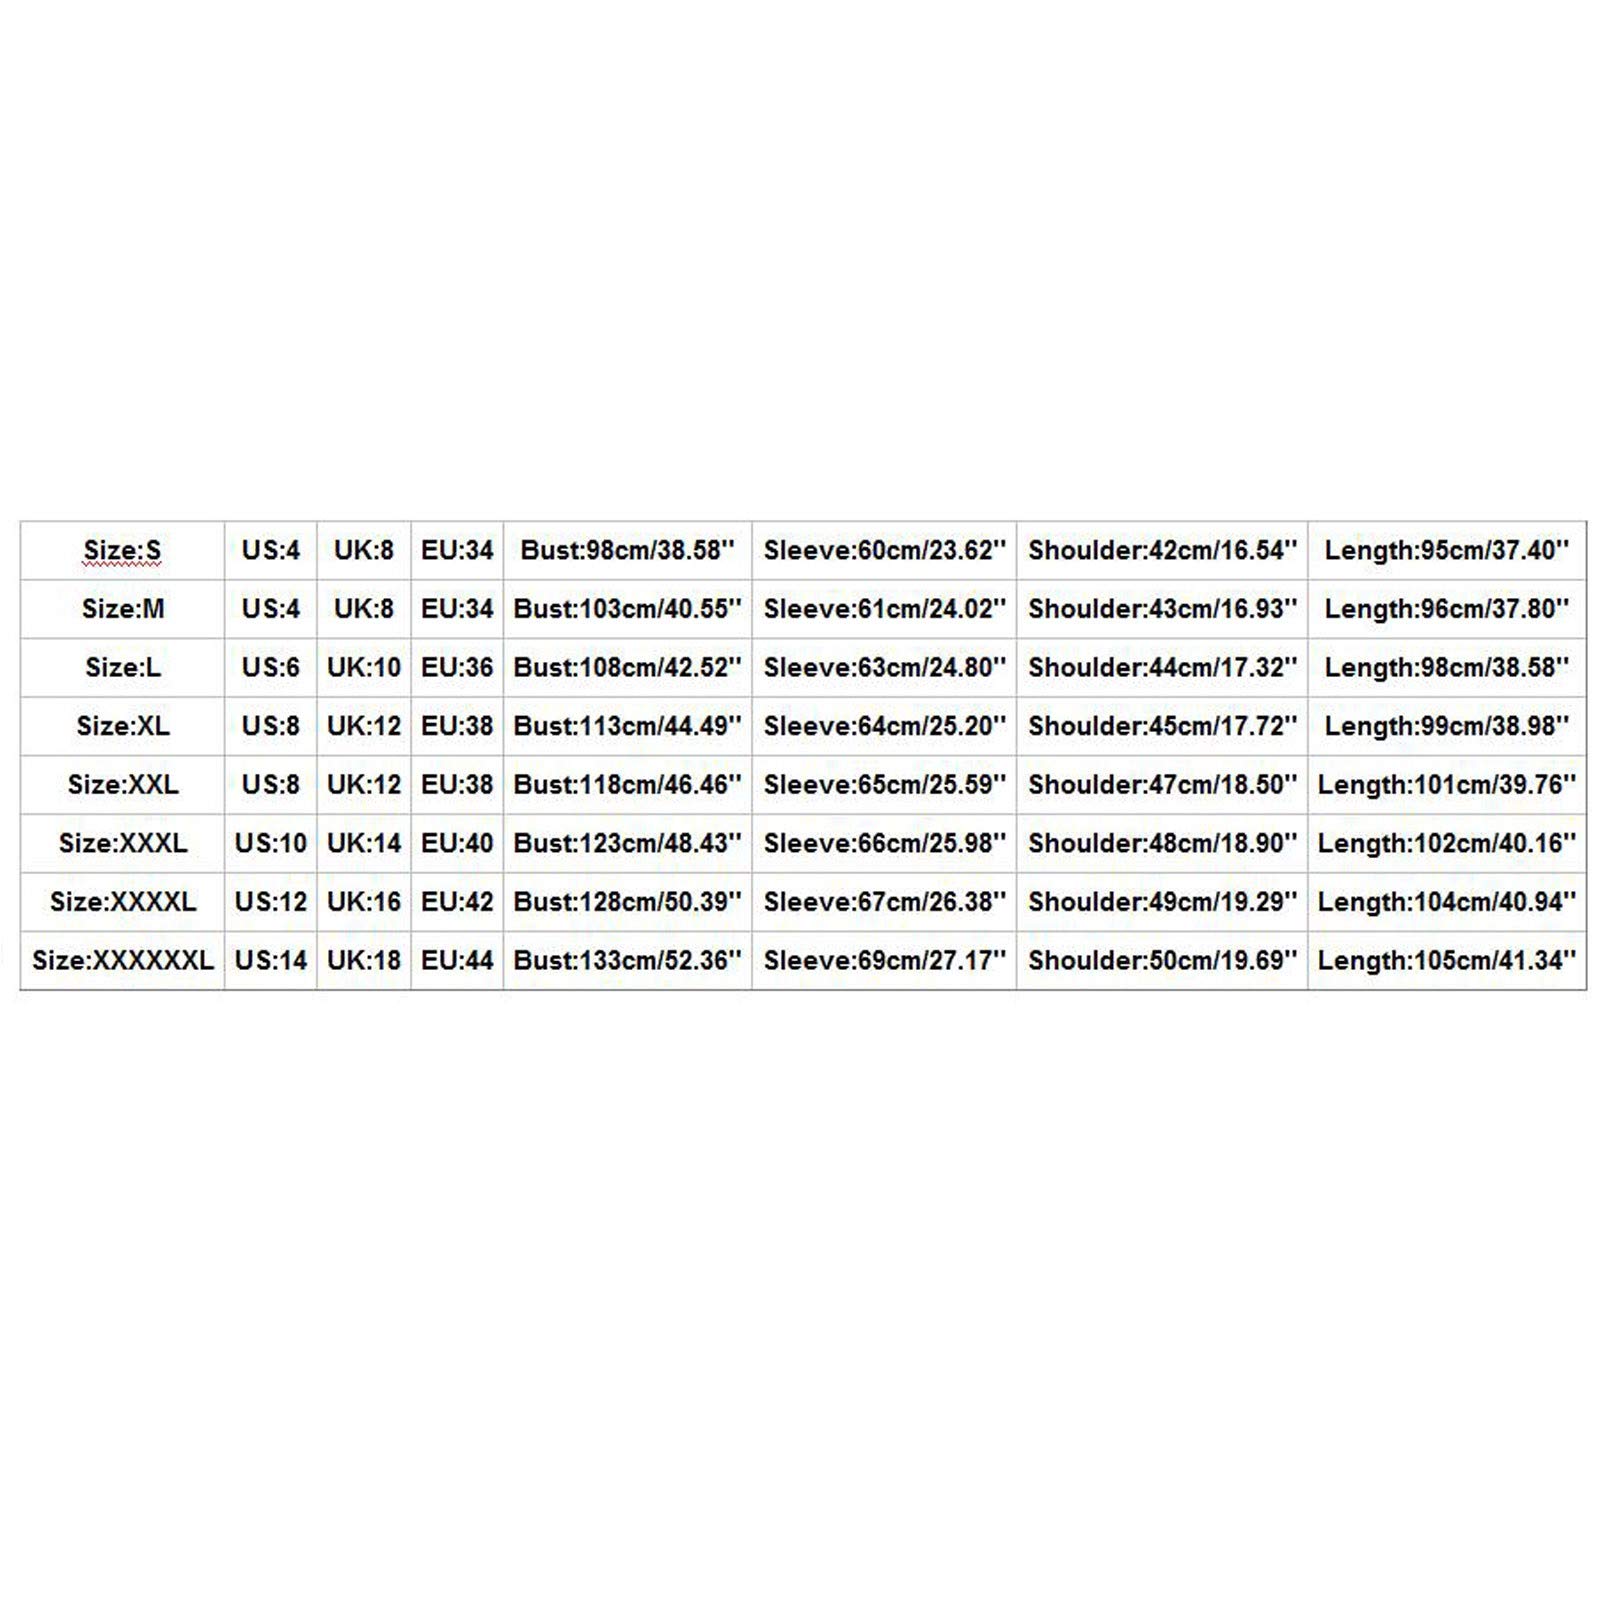 Size:S US:4 UK:8 EU:34 Bust:98cm/38.58'' Sleeve:60cm/23.62'' Shoulder:42cm/16.54'' Length:95cm/37.40''
Size:M US:4 UK:8 EU:34 Bust:103cm/40.55'' Sleeve:61cm/24.02'' Shoulder:43cm/16.93'' Length:96cm/37.80''
Size:L US:6 UK:10 EU:36 Bust:108cm/42.52'' Sleeve:63cm/24.80'' Shoulder:44cm/17.32'' Length:98cm/38.58''
Size:XL US:8 UK:12 EU:38 Bust:113cm/44.49'' Sleeve:64cm/25.20'' Shoulder:45cm/17.72'' Length:99cm/38.98''
Size:XXL US:8 UK:12 EU:38 Bust:118cm/46.46'' Sleeve:65cm/25.59'' Shoulder:47cm/18.50'' Length:101cm/39.76''
Size:XXXL US:10 UK:14 EU:40 Bust:123cm/48.43'' Sleeve:66cm/25.98'' Shoulder:48cm/18.90'' Length:102cm/40.16''
Size:XXXXL US:12 UK:16 EU:42 Bust:128cm/50.39'' Sleeve:67cm/26.38'' Shoulder:49cm/19.29'' Length:104cm/40.94''
Size:XXXXXXL US:14 UK:18 EU:44 Bust:133cm/52.36'' Sleeve:69cm/27.17'' Shoulder:50cm/19.69'' Length:105cm/41.34''